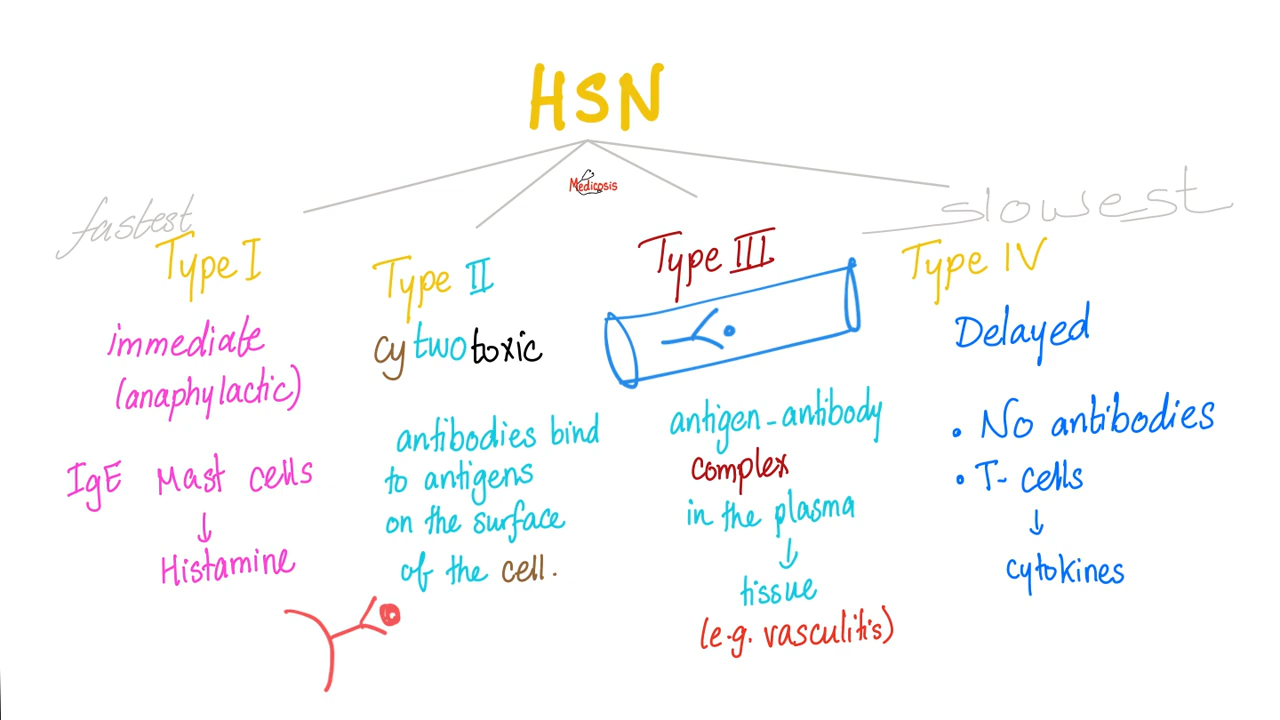 HSN
Medicosis
fastest
Type I
immediate
(anaphylactic)
IgE Mast cells
↓
Histamine
Type II
cytwotoxic
antibodies bind
to antigens
on the surface
of the cell.
Type III
antigen-antibody
complex
in the plasma
↓
tissue
(e.g. vasculitis)
slowest
Type IV
Delayed
• No antibodies
• T- cells
↓
cytokines